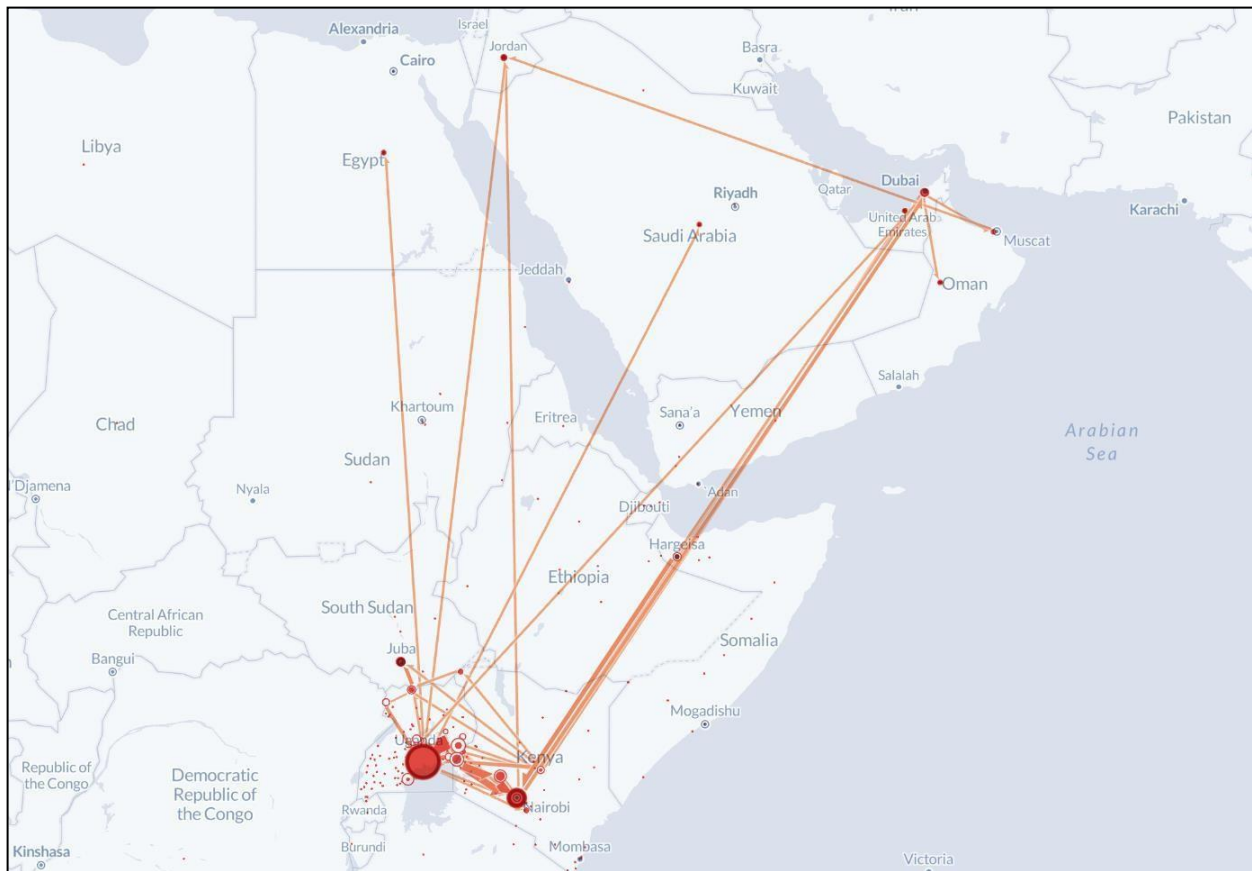 Iran
Israel
Alexandria
Jordan
Basra
Cairo
Kuwait
Pakistan
Libya
Egypt
Dubai
Qatar
Riyadh
Karachi
United Arab
Emirates
Saudi Arabia
Muscat
Jeddah
Oman
Salalah
Khartoum
Eritrea
Sana'a
Yemen
Chad
Arabian
Sea
Sudan
N'Djamena
Nyala
Adan
Djibouti
Hargeisa
Ethiopia
South Sudan
Central African
Republic
Somalia
Juba
Bangui
Mogadishu
Uganda
Kenya
Republic of
the Congo
Democratic
Republic of
the Congo
Nairobi
Rwanda
Burundi
Mombasa
Kinshasa
Victoria